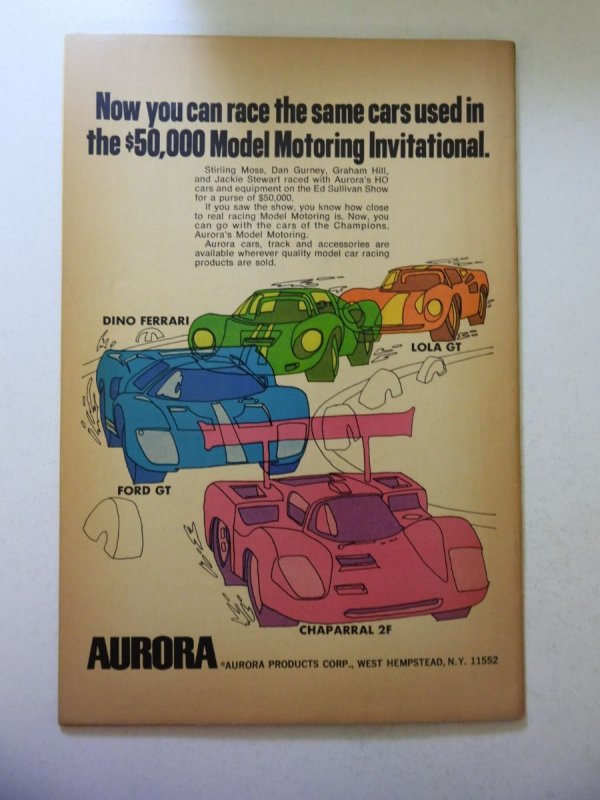 Now you can race the same cars used in
the $50,000 Model Motoring Invitational.
Stirling Moss, Dan Gurney, Graham Hill,
and Jackie Stewart raced with Aurora's HO
cars and equipment on the Ed Sullivan Show
for a purse of $50,000.
If you saw the show, you know how close
to real racing Model Motoring is. Now, you
can go with the cars of the Champions.
Aurora's Model Motoring.
Aurora cars, track and accessories are
available wherever quality model car racing
products are sold.
DINO FERRARI
LOLA GT
FORD GT
CHAPARRAL 2F
AURORA ®AURORA PRODUCTS CORP., WEST HEMPSTEAD, N.Y. 11552